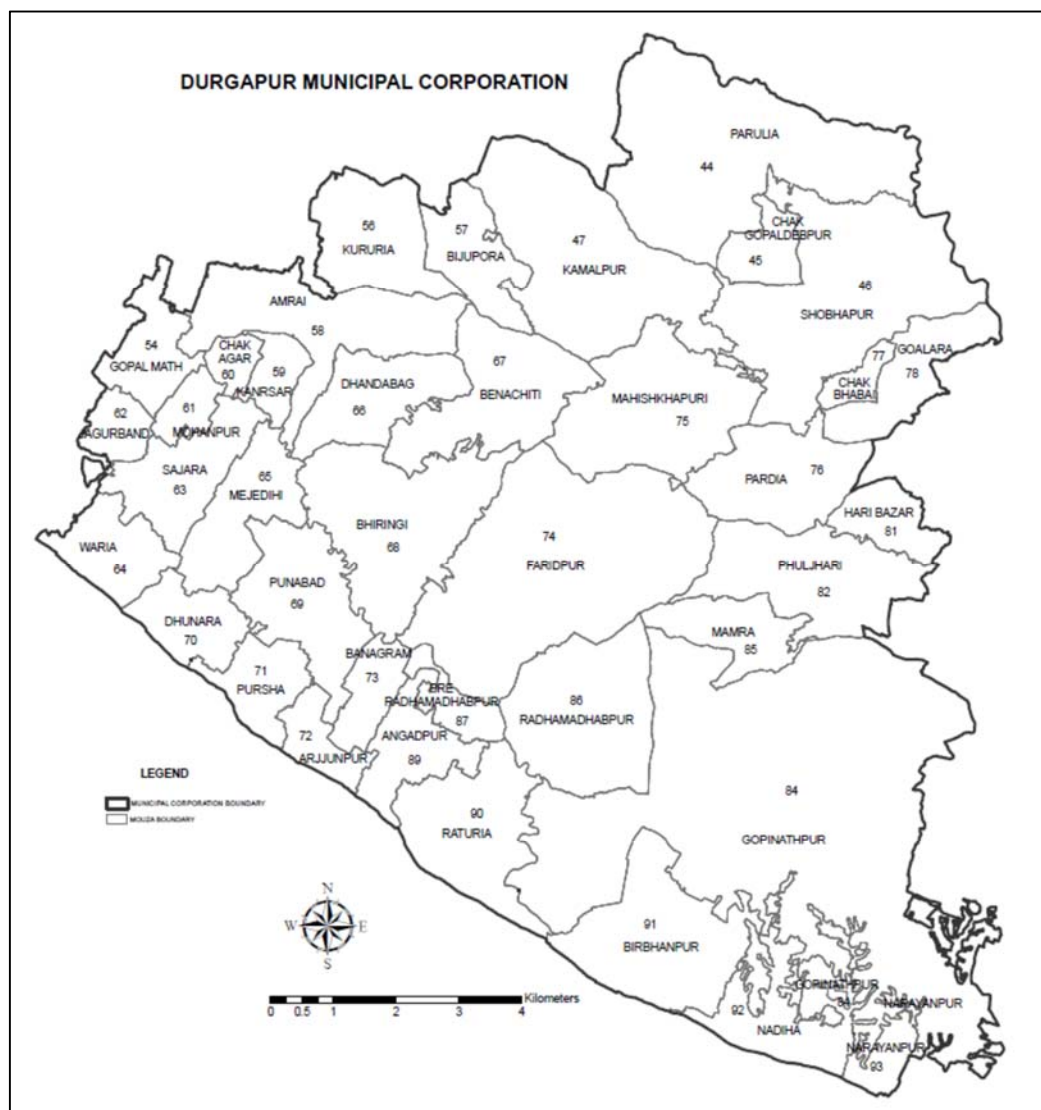 DURGAPUR MUNICIPAL CORPORATION
PARULIA
44
CHAK
GOPALDEBPUR
45
56
KURURIA
57
BIJUPORA
47
KAMALPUR
46
SHOBHAPUR
AMRAI
58
54
GOPAL MATH
CHAK
AGAR
60
59
KANRSAR
DHANDABAG
66
67
BENACHITI
MAHISHKHAPURI
75
77
GOALARA
78
CHAK
BHABAI
62
JAGURBAND
61
MOHANPUR
SAJARA
63
65
MEJEDIHI
BHIRINGI
68
74
FARIDPUR
76
PARDIA
HARI BAZAR
81
WARIA
64
PHULJHARI
82
PUNABAD
69
DHUNARA
70
MAMRA
85
71
PURSHA
BANAGRAM
73
RADHAMADHABPUR
87
86
RADHAMADHABPUR
72
ARJJUNPUR
ANGADPUR
89
LEGEND
MUNICIPAL CORPORATION BOUNDARY
MOUZA BOUNDARY
90
RATURIA
84
GOPINATHPUR
N
W E
S
91
BIRBHANPUR
GOPINATHPUR
84
NARAYANPUR
92
NADIHA
NARAYANPUR
93
Kilometers
0 0.5 1 2 3 4